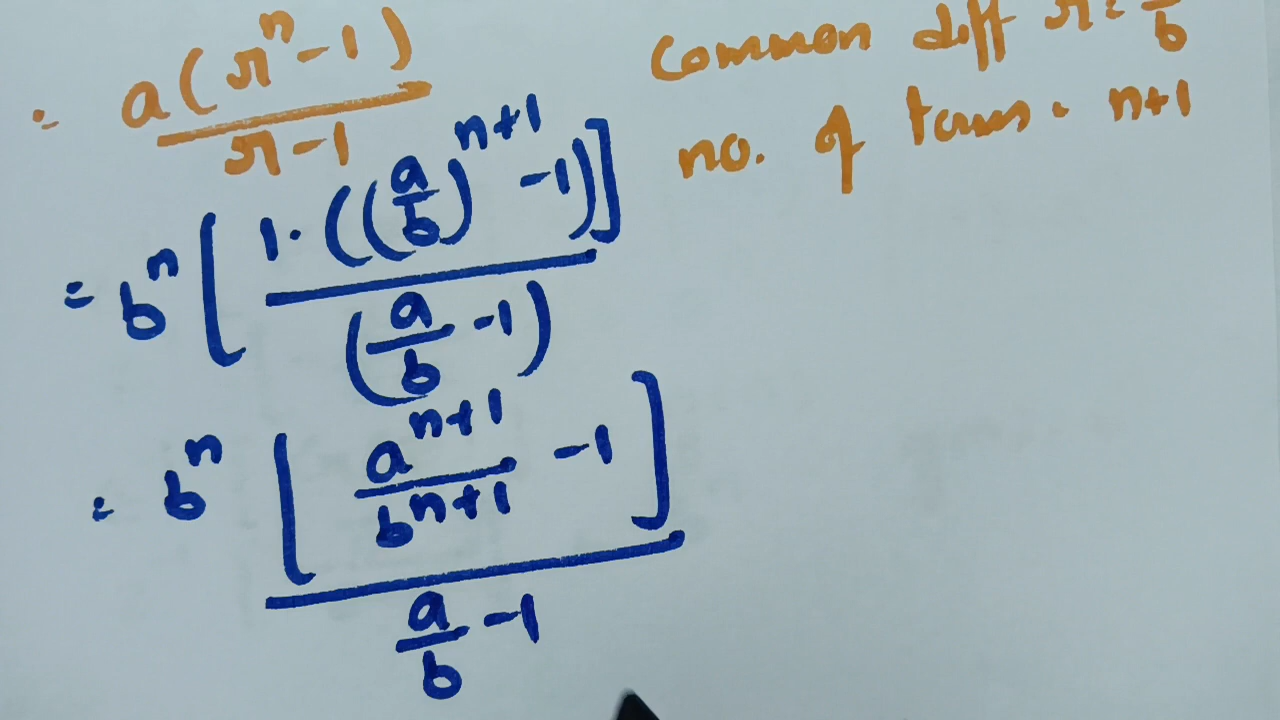 = a(r^n - 1) / r - 1
Common diff r = /b
no. of terms = n+1
= b^n [ 1. ((a/b)^{n+1} - 1) ] / (a/b - 1)
= b^n [ a^{n+1} / b^{n+1} - 1 ] / a/b - 1